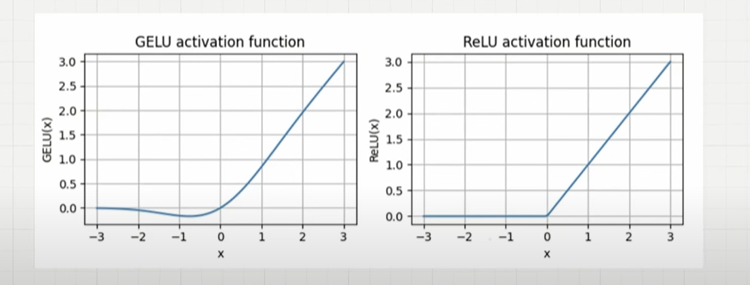 GELU activation function
3.0
2.5
2.0
1.5
1.0
0.5
0.0
GELU(x)
−3 −2 −1 0 1 2 3
x
ReLU activation function
3.0
2.5
2.0
1.5
1.0
0.5
0.0
ReLU(x)
−3 −2 −1 0 1 2 3
x